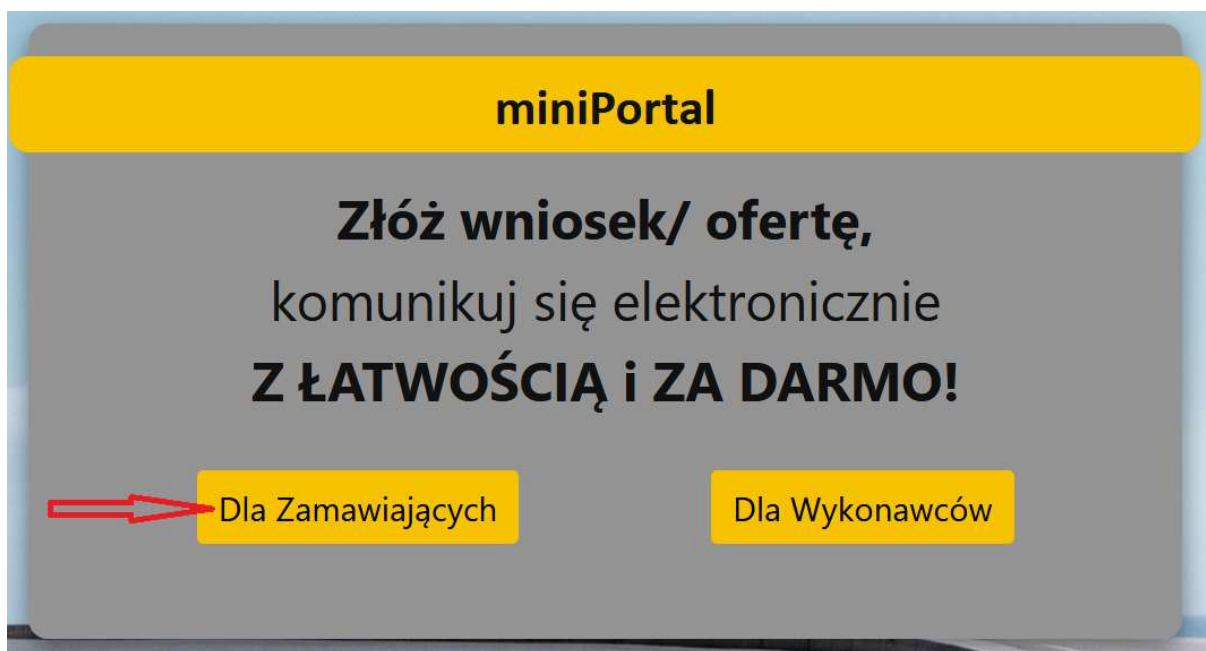 miniPortal
Złóż wniosek/ ofertę,
komunikuj się elektronicznie
Z ŁATWOŚCIĄ i ZA DARMO!
Dla Zamawiających
Dla Wykonawców